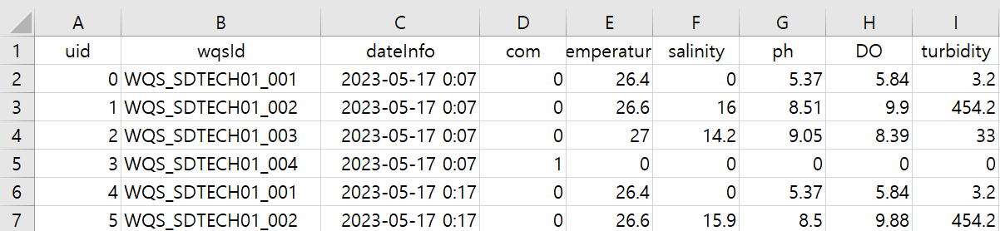 A B C D E F G H I
1 uid wqsId dateInfo com emperatur salinity ph DO turbidity
2 0 WQS_SDTECH01_001 2023-05-17 0:07 0 26.4 0 5.37 5.84 3.2
3 1 WQS_SDTECH01_002 2023-05-17 0:07 0 26.6 16 8.51 9.9 454.2
4 2 WQS_SDTECH01_003 2023-05-17 0:07 0 27 14.2 9.05 8.39 33
5 3 WQS_SDTECH01_004 2023-05-17 0:07 1 0 0 0 0 0
6 4 WQS_SDTECH01_001 2023-05-17 0:17 0 26.4 0 5.37 5.84 3.2
7 5 WQS_SDTECH01_002 2023-05-17 0:17 0 26.6 15.9 8.5 9.88 454.2